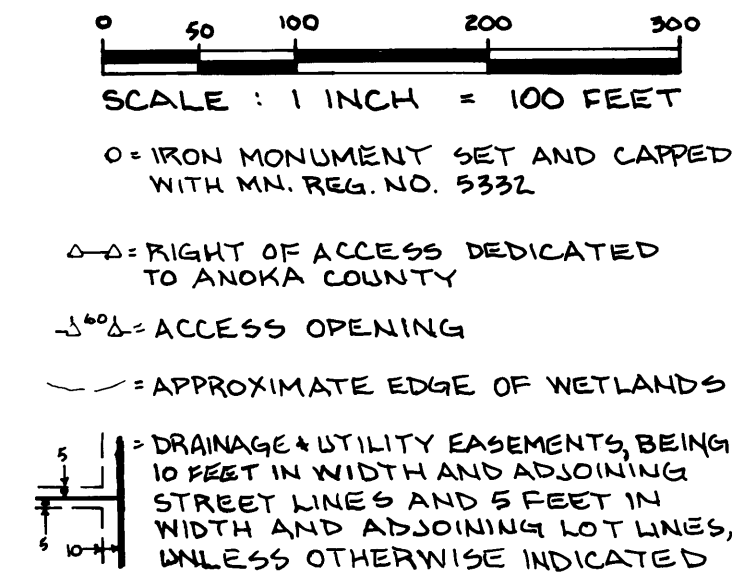 0 50 100 200 300
SCALE : 1 INCH = 100 FEET
O = IRON MONUMENT SET AND CAPPED
WITH MN. REG. NO. 5332
△—△ = RIGHT OF ACCESS DEDICATED
TO ANOKA COUNTY
60 = ACCESS OPENING
= APPROXIMATE EDGE OF WETLANDS
= DRAINAGE & UTILITY EASEMENTS, BEING
5 10 FEET IN WIDTH AND ADJOINING
STREET LINES AND 5 FEET IN
WIDTH AND ADJOINING LOT LINES,
5
10 UNLESS OTHERWISE INDICATED